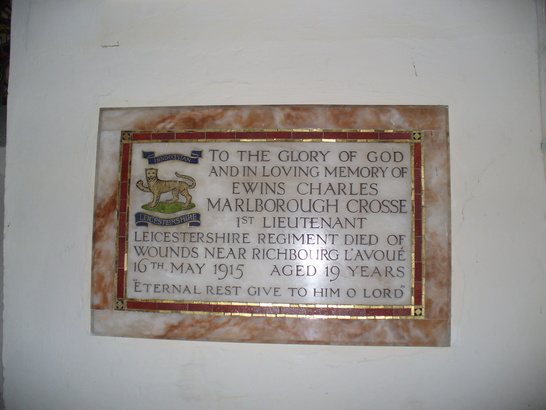 HINDOOSTAN
LEICESTERSHIRE
TO THE GLORY OF GOD
AND IN LOVING MEMORY OF
EWINS CHARLES
MARLBOROUGH CROSSE
1ST LIEUTENANT
LEICESTERSHIRE REGIMENT DIED OF
WOUNDS NEAR RICHBOURG L'AVOUÉ
16TH. MAY 1915 AGED 19 YEARS
"ETERNAL REST GIVE TO HIM O LORD"